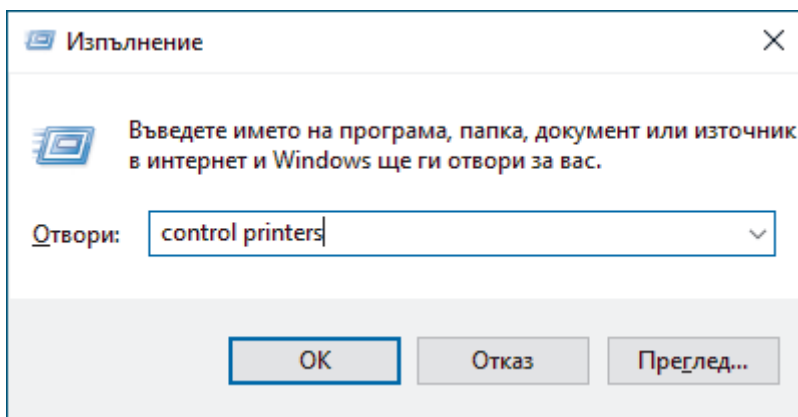 Изпълнение
Въведете името на програма, папка, документ или източник
в интернет и Windows ще ги отвори за вас.
Отвори: control printers
OK Отказ Преглед...